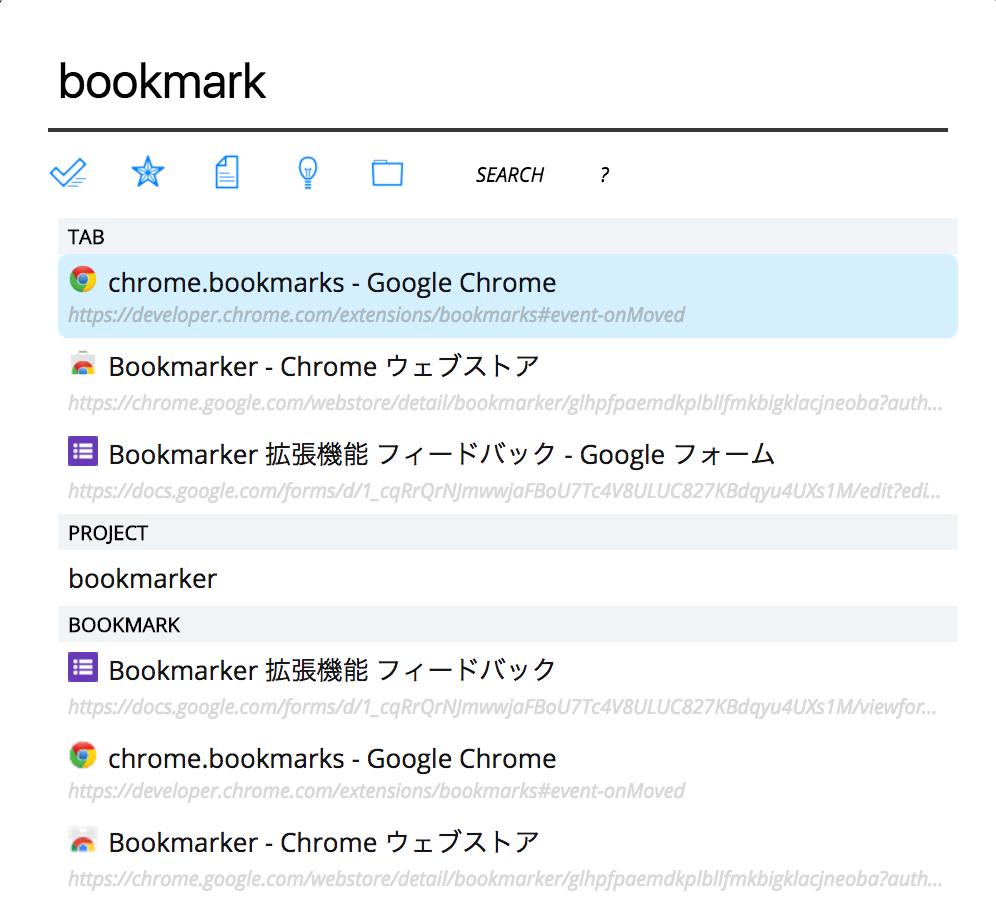 bookmark
SEARCH ?
TAB
chrome.bookmarks - Google Chrome
https://developer.chrome.com/extensions/bookmarks#event-onMoved
Bookmarker - Chrome ウェブストア
https://chrome.google.com/webstore/detail/bookmarker/glhpfpaemdkplbllfmkbigklacjneoba?auth...
Bookmarker 拡張機能 フィードバック - Google フォーム
https://docs.google.com/forms/d/1_cqRrQrNJmwwjaFBoU7Tc4V8ULUC827KBdqyu4UXs1M/edit?edi...
PROJECT
bookmarker
BOOKMARK
Bookmarker 拡張機能 フィードバック
https://docs.google.com/forms/d/1_cqRrQrNJmwwjaFBoU7Tc4V8ULUC827KBdqyu4UXs1M/viewfor...
chrome.bookmarks - Google Chrome
https://developer.chrome.com/extensions/bookmarks#event-onMoved
Bookmarker - Chrome ウェブストア
https://chrome.google.com/webstore/detail/bookmarker/glhpfpaemdkplbllfmkbigklacjneoba?auth...